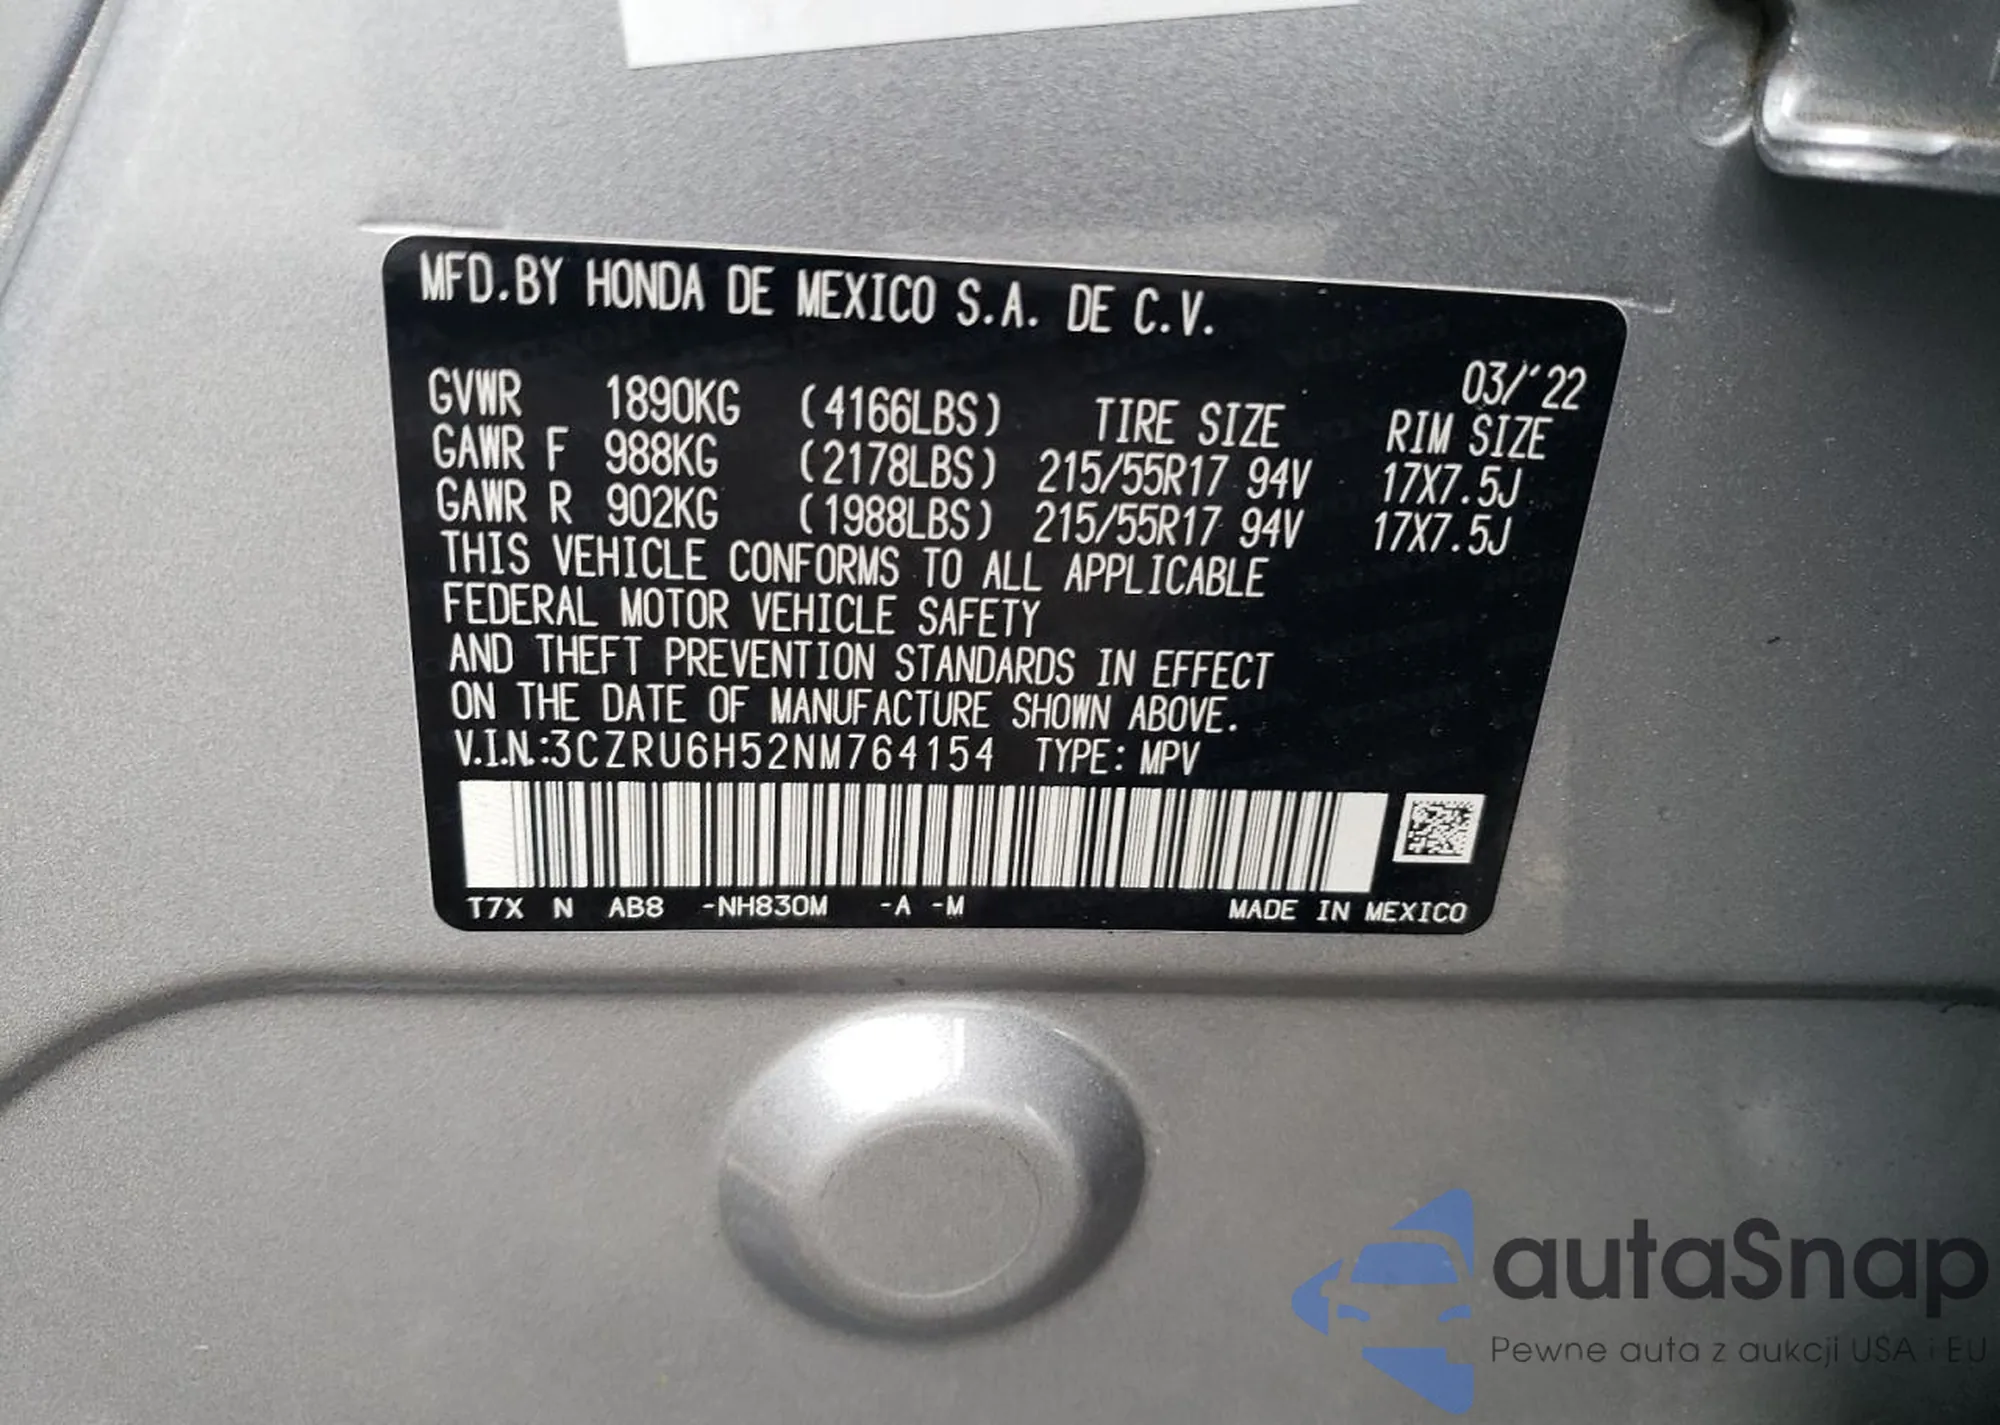 MFD.BY HONDA DE MEXICO S.A. DE C.V.
03/'22
GVWR 1890KG (4166LBS) TIRE SIZE RIM SIZE
GAWR F 988KG (2178LBS) 215/55R17 94V 17X7.5J
GAWR R 902KG (1988LBS) 215/55R17 94V 17X7.5J
THIS VEHICLE CONFORMS TO ALL APPLICABLE
FEDERAL MOTOR VEHICLE SAFETY
AND THEFT PREVENTION STANDARDS IN EFFECT
ON THE DATE OF MANUFACTURE SHOWN ABOVE.
V.I.N.:3CZRU6H52NM764154 TYPE: MPV
T7X N AB8 -NH830M -A -M MADE IN MEXICO
autaSnap
Pewne auta z aukcji USA i EU